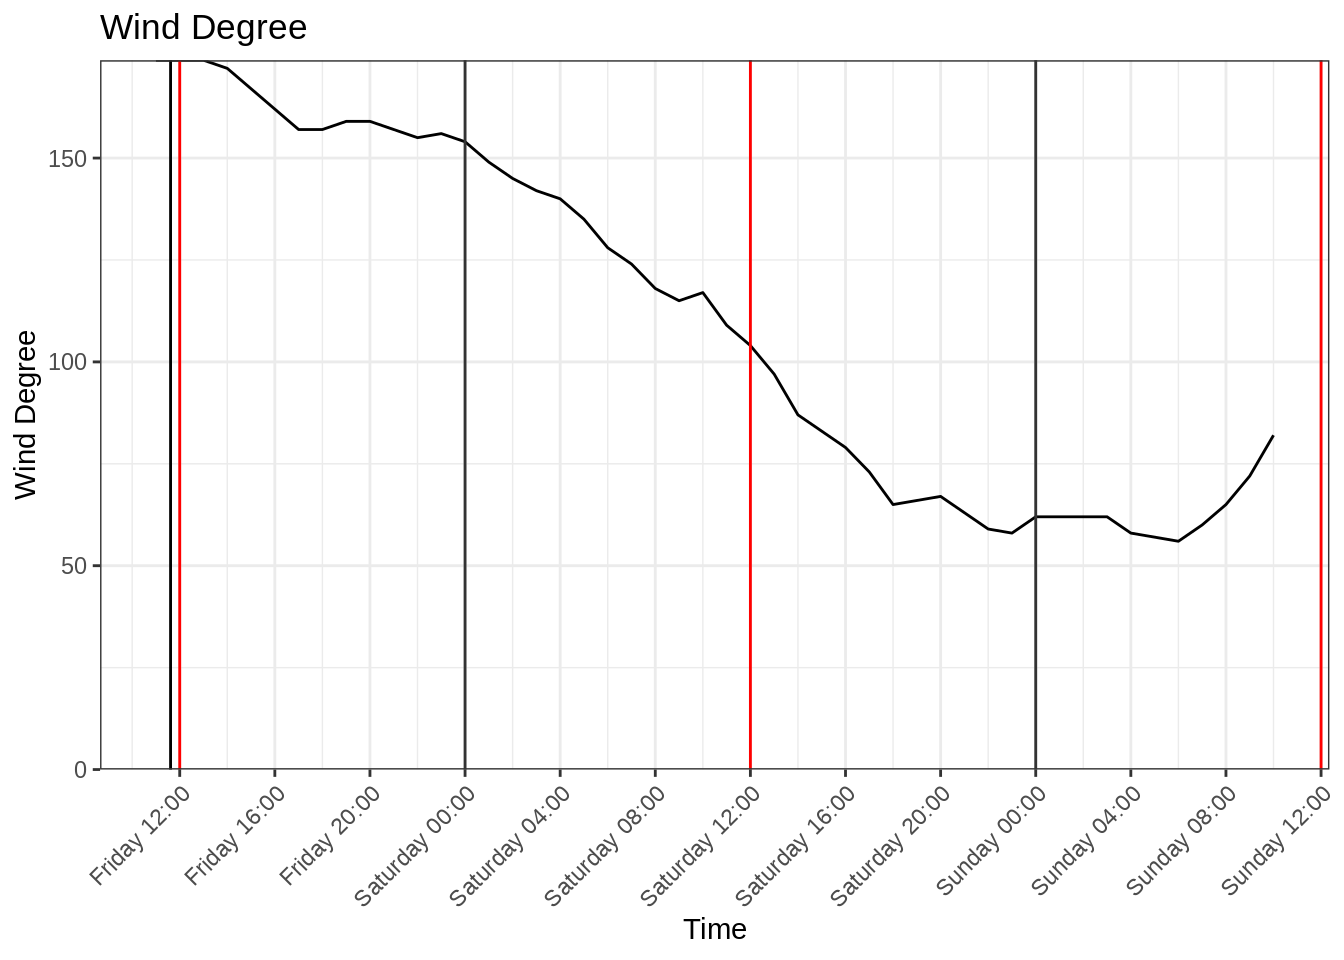 Wind Degree
Wind Degree
150
100
50
0
Friday 12:00
Friday 16:00
Friday 20:00
Saturday 00:00
Saturday 04:00
Saturday 08:00
Saturday 12:00
Saturday 16:00
Saturday 20:00
Sunday 00:00
Sunday 04:00
Sunday 08:00
Sunday 12:00
Time